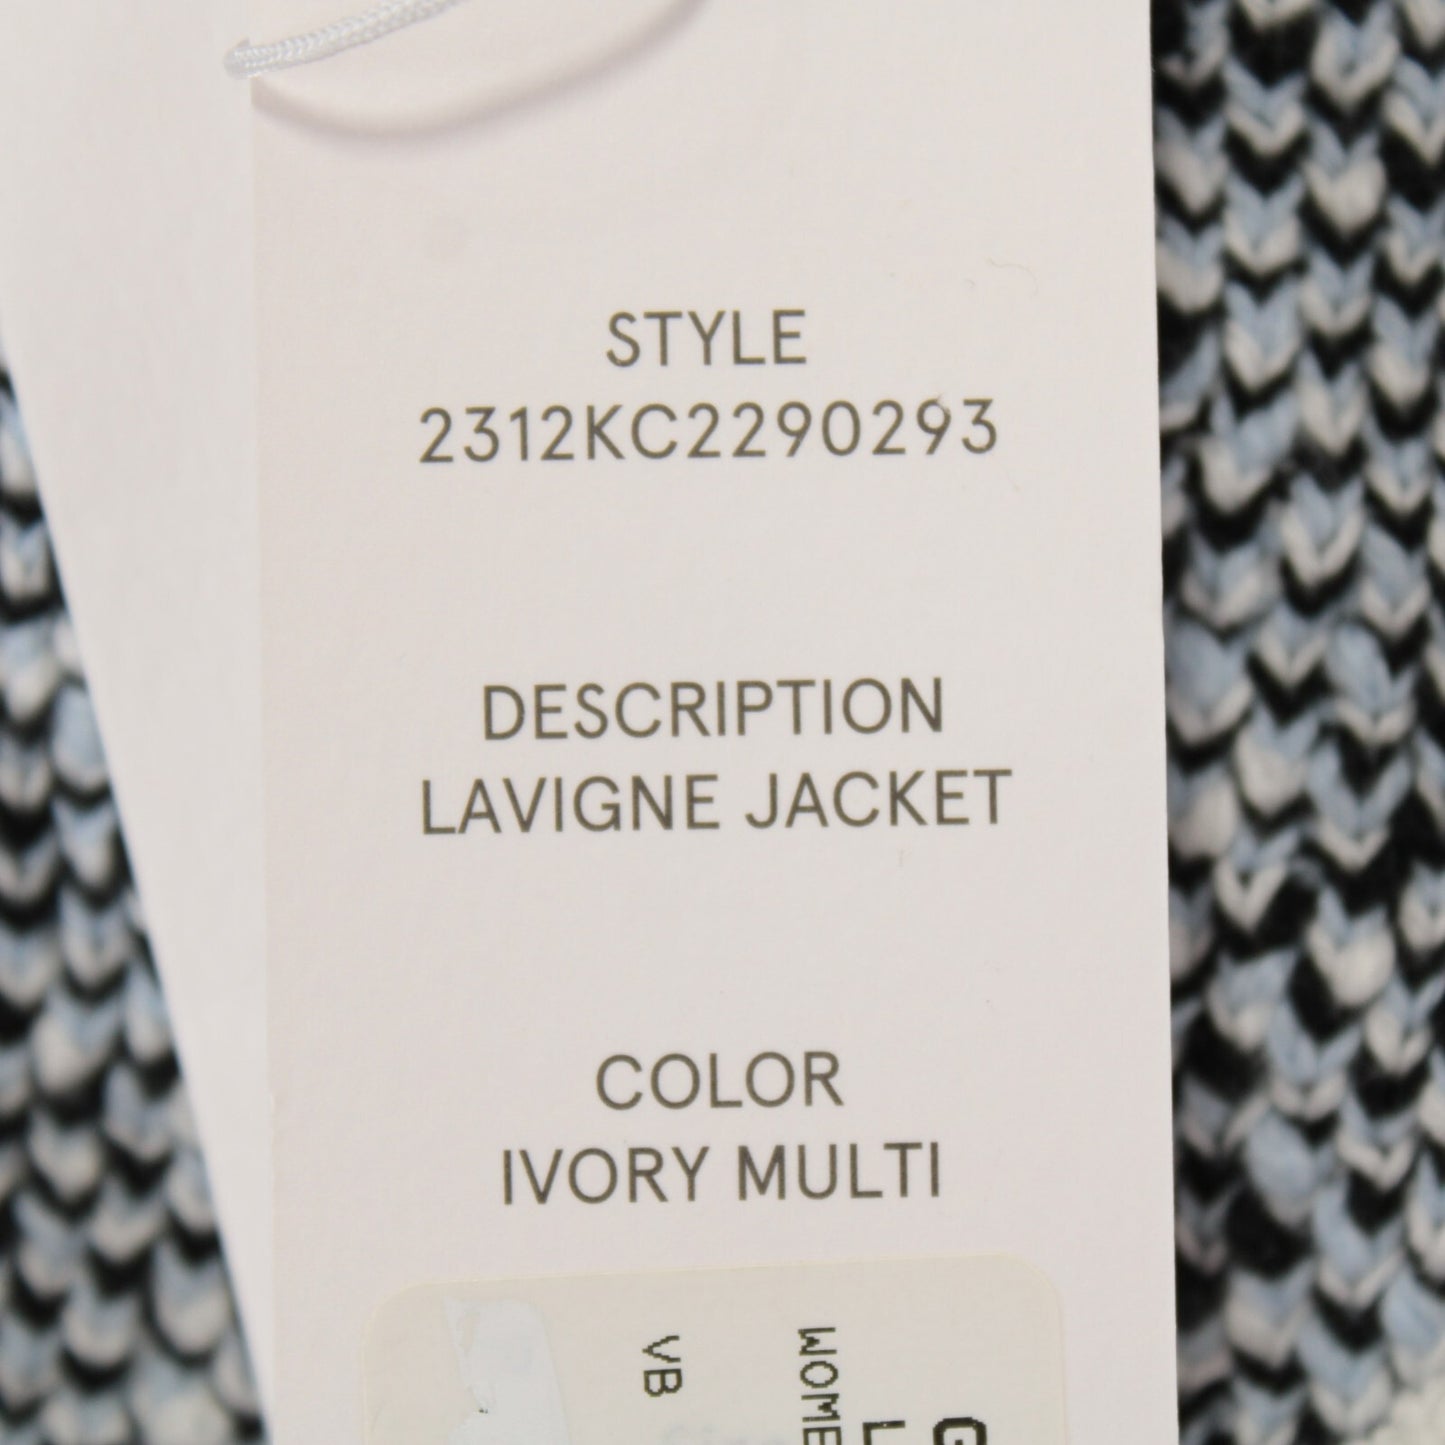 STYLE
2312KC2290293
DESCRIPTION
LAVIGNE JACKET
COLOR
IVORY MULTI
VB